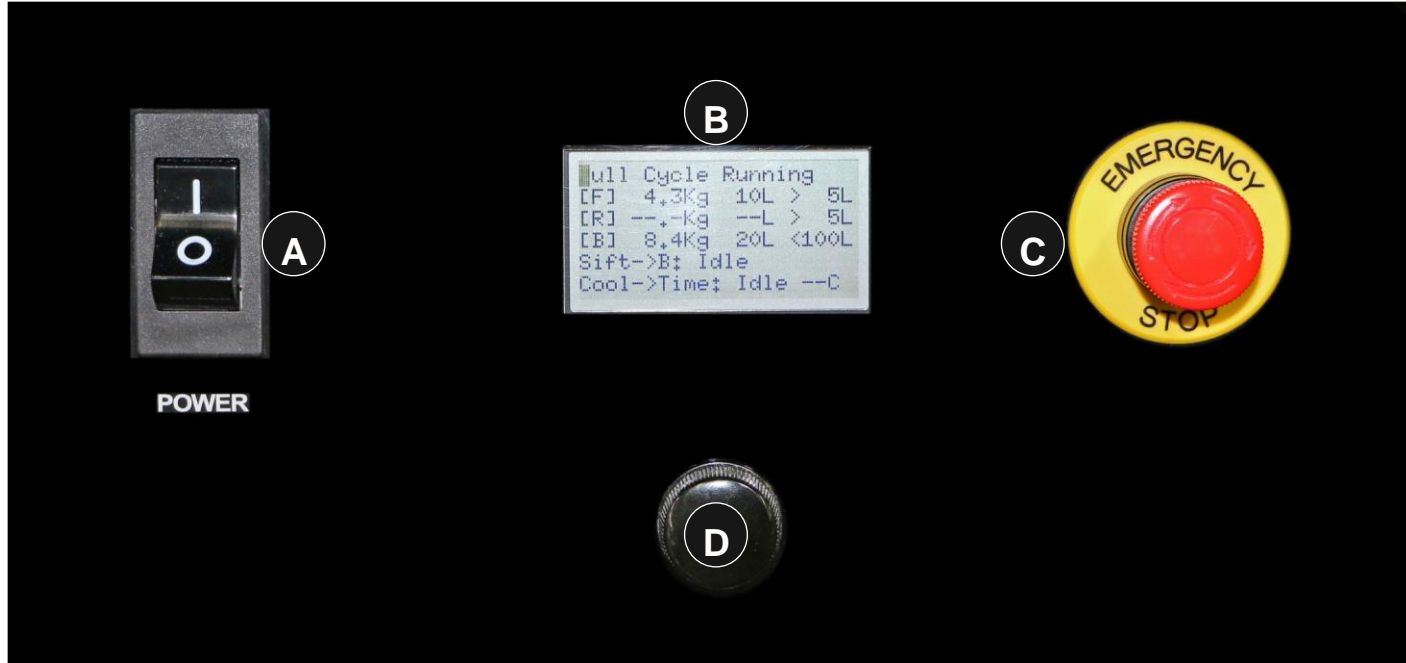 A
I
O
POWER
B
ull Cycle Running
[F] 4.3Kg 10L > 5L
[R] --.-Kg --L > 5L
[B] 8.4Kg 20L <100L
Sift->B: Idle
Cool->Time: Idle --C
C
EMERGENCY
STOP
D